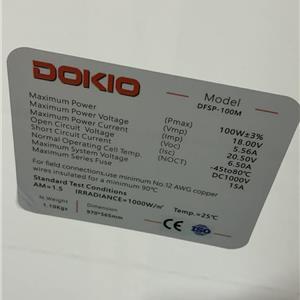 DOKIO
Model
DFSP-100M
Maximum Power (Pmax) 100W±3%
Maximum Power Voltage (Vmp) 18.00V
Maximum Power Current (Imp) 5.56A
Open Circuit Voltage (Voc) 20.50V
Short Circuit Current (Isc) 6.50A
Normal Operating Cell Temp. (NOCT) -45to80℃
Maximum System Voltage DC1000V
Maximum Series Fuse 15A
For field connections,use minimum No.12 AWG copper
wires insulated for a minimum 90℃
Standard Test Conditions
AM=1.5 IRRADIANCE=1000W/m² Temp.=25℃
N.Weight Dimension
1.10Kgs 970*565mm
CE